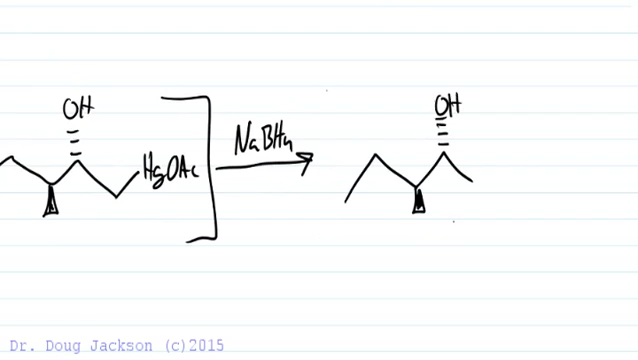 OH
HgOAc
NaBH4
OH
Dr. Doug Jackson (c)2015